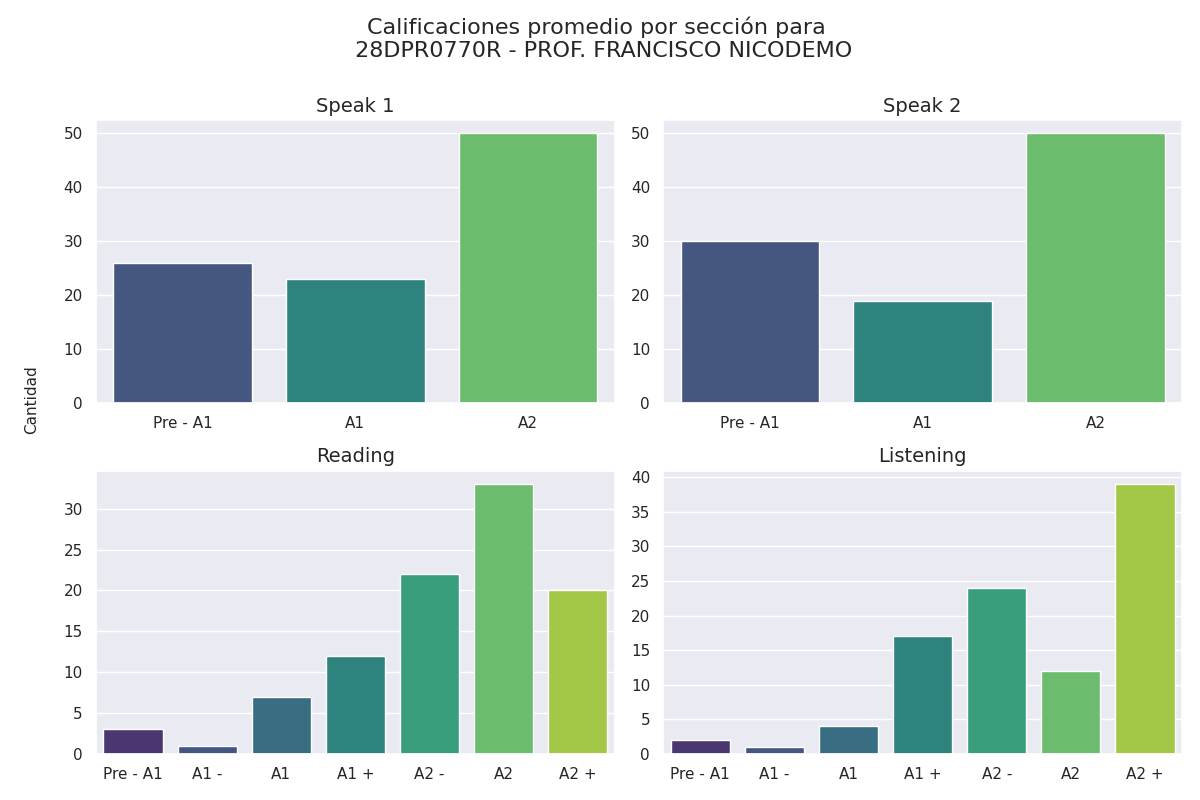 Calificaciones promedio por sección para
28DPR0770R - PROF. FRANCISCO NICODEMO
Speak 1
50
40
30
20
10
0
Pre - A1 A1 A2
Speak 2
50
40
30
20
10
0
Pre - A1 A1 A2
Cantidad
Reading
30
25
20
15
10
5
0
Pre - A1 A1 - A1 A1 + A2 - A2 A2 +
Listening
40
35
30
25
20
15
10
5
0
Pre - A1 A1 - A1 A1 + A2 - A2 A2 +